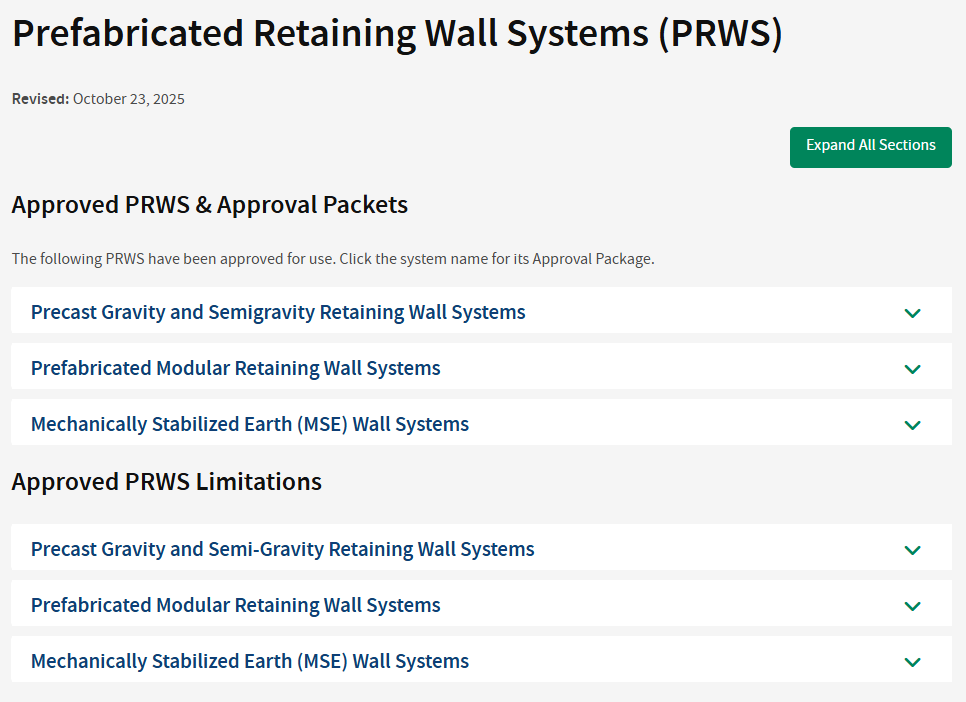 Prefabricated Retaining Wall Systems (PRWS)
Revised: October 23, 2025
Expand All Sections
Approved PRWS & Approval Packets
The following PRWS have been approved for use. Click the system name for its Approval Package.
Precast Gravity and Semigravity Retaining Wall Systems
Prefabricated Modular Retaining Wall Systems
Mechanically Stabilized Earth (MSE) Wall Systems
Approved PRWS Limitations
Precast Gravity and Semi-Gravity Retaining Wall Systems
Prefabricated Modular Retaining Wall Systems
Mechanically Stabilized Earth (MSE) Wall Systems